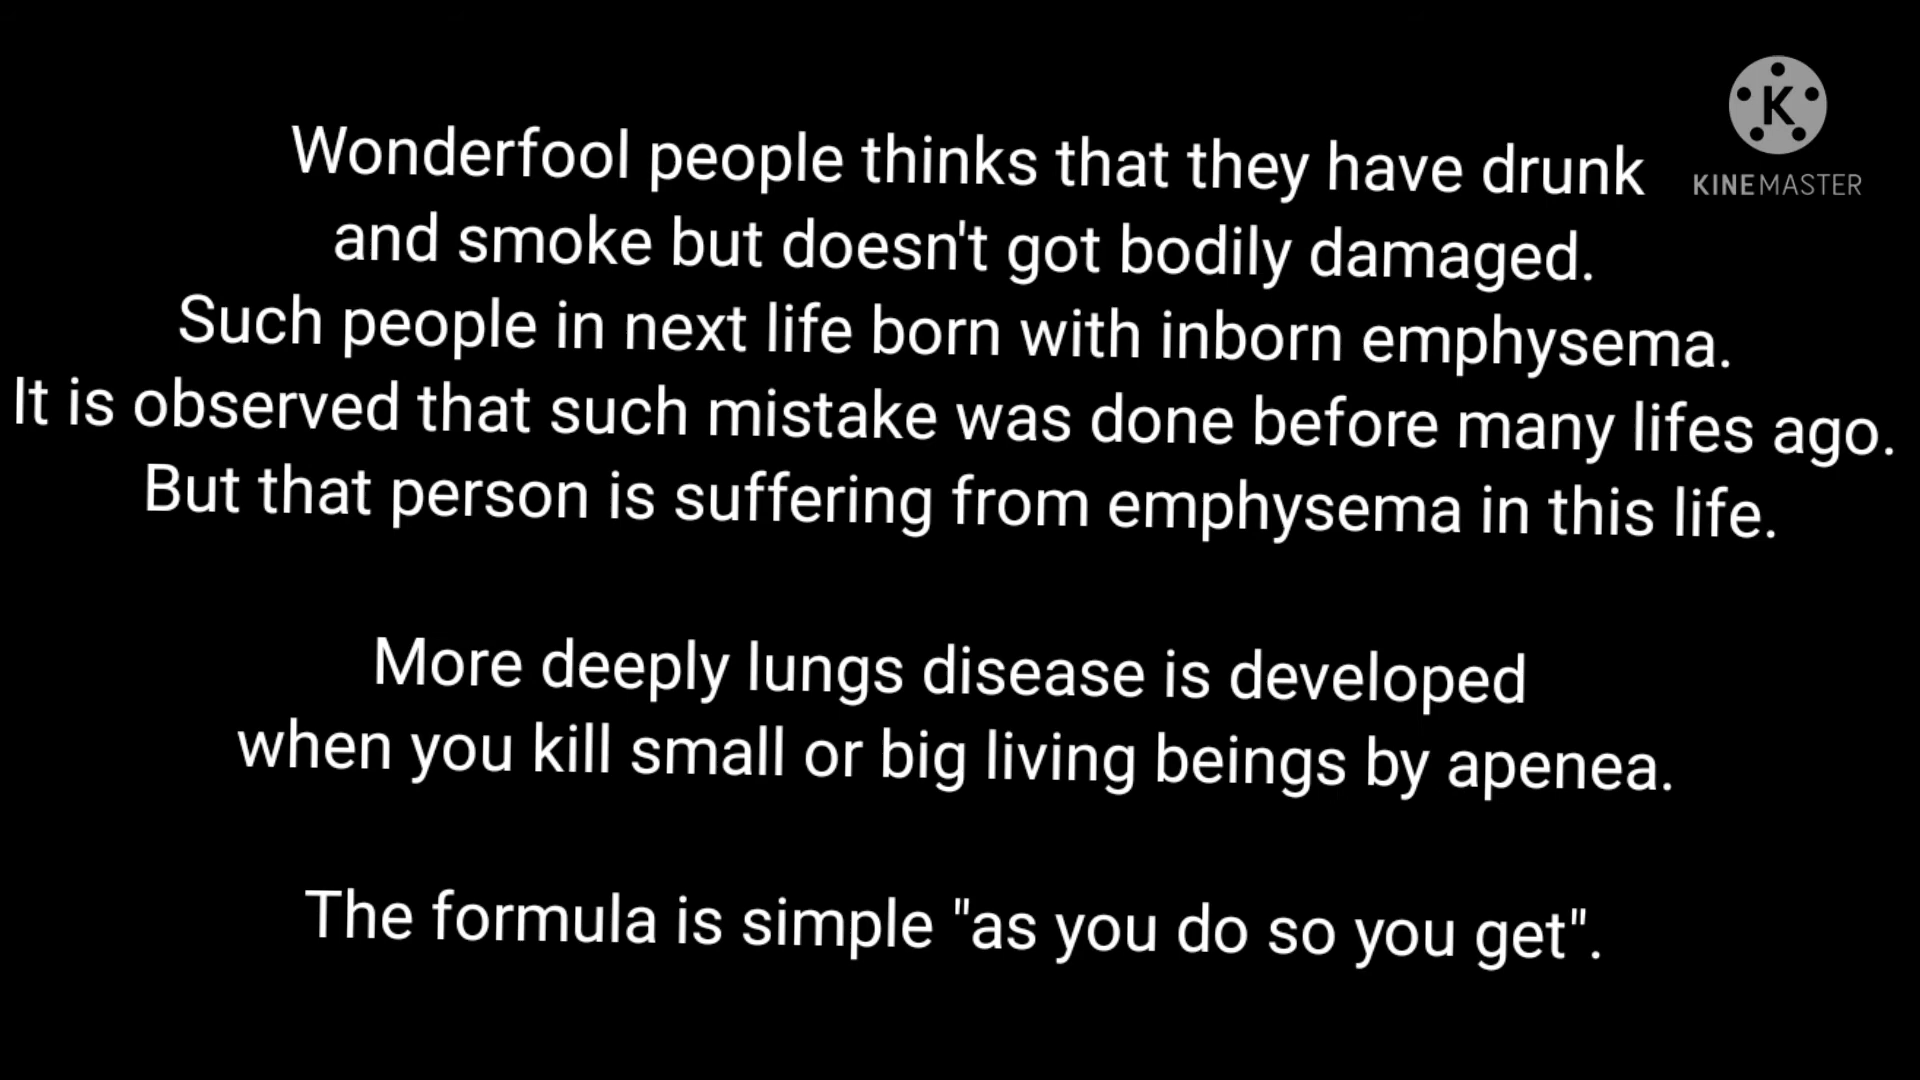 K
KINEMASTER
Wonderfool people thinks that they have drunk
and smoke but doesn't got bodily damaged.
Such people in next life born with inborn emphysema.
It is observed that such mistake was done before many lifes ago.
But that person is suffering from emphysema in this life.
More deeply lungs disease is developed
when you kill small or big living beings by apenea.
The formula is simple "as you do so you get".